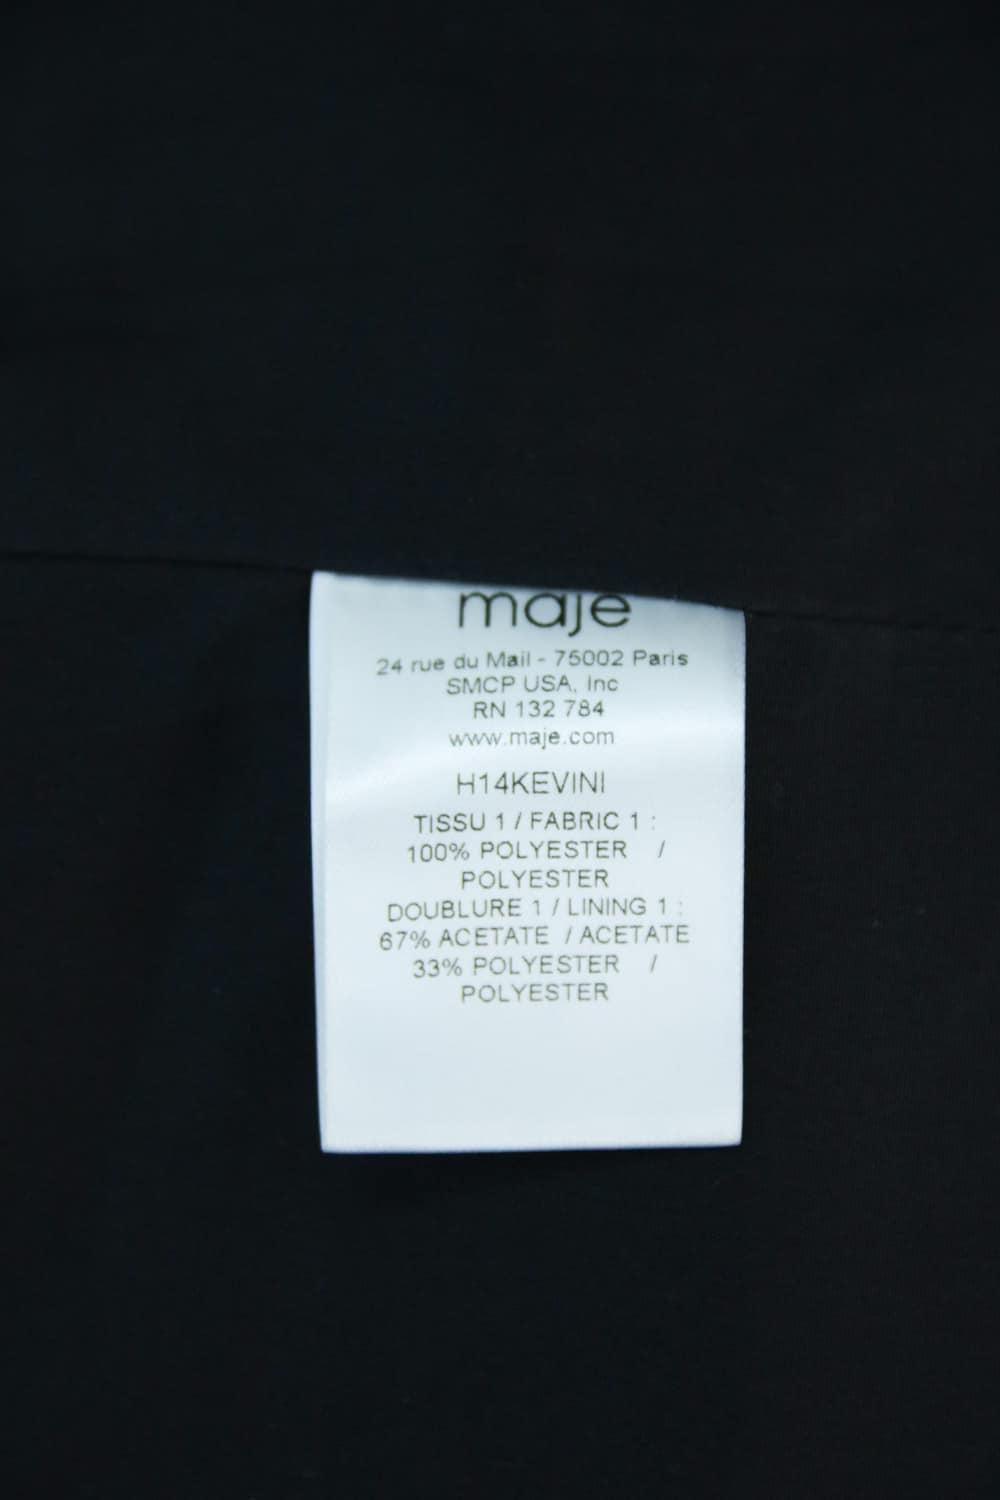 maje
24 rue du Mail - 75002 Paris
SMCP USA, Inc
RN 132 784
www.maje.com
H14KEVINI
TISSU 1 / FABRIC 1 :
100% POLYESTER /
POLYESTER
DOUBLURE 1 / LINING 1 :
67% ACETATE / ACETATE
33% POLYESTER /
POLYESTER